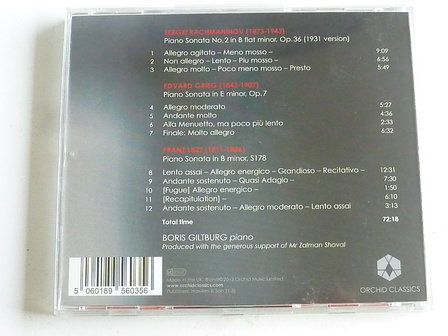 SERGEI RACHMANINOV (1873-1943)
Piano Sonata No.2 in B flat minor, Op.36 (1931 version)
1 Allegro agitato – Meno mosso – 9:09
2 Non allegro – Lento – Piu mosso – 6:56
3 Allegro molto – Poco meno mosso – Presto 5:49
EDVARD GRIEG (1843-1907)
Piano Sonata in E minor, Op.7
4 Allegro moderato 5:27
5 Andante molto 4:36
6 Alla Menuetto, ma poco più lento 2:33
7 Finale: Molto allegro 6:32
FRANZ LISZT (1811-1886)
Piano Sonata in B minor, S178
8 Lento assai – Allegro energico – Grandioso – Recitativo – 12:31
9 Andante sostenuto – Quasi Adagio – 7:30
10 [Fugue] Allegro energico – 1:50
11 [Recapitulation] – 6:10
12 Andante sostenuto – Allegro moderato – Lento assai 3:13
Total time 72:18
BORIS GILTBURG piano
Produced with the generous support of Mr Zalman Shoval
Orchid Music Limited
www.orchidclassics.com
5 060189 560356
ORCHID CLASSICS